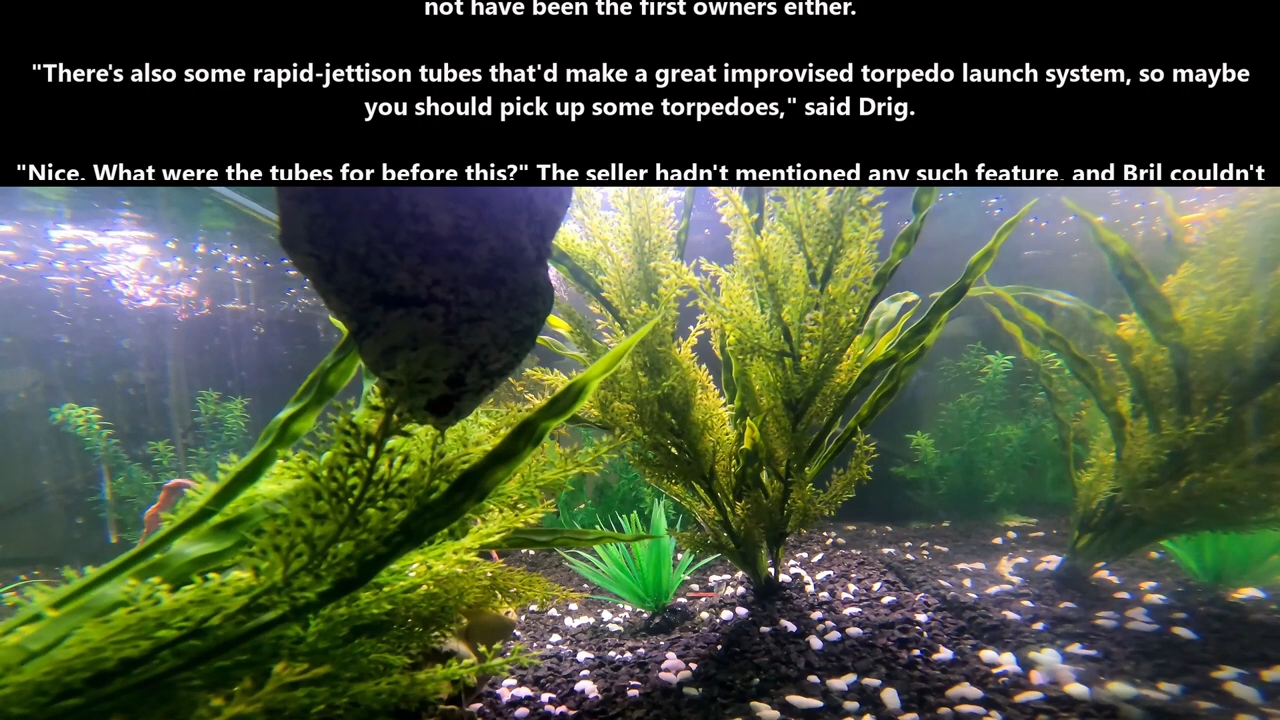 not have been the first owners either.
"There's also some rapid-jettison tubes that'd make a great improvised torpedo launch system, so maybe
you should pick up some torpedoes," said Drig.
"Nice. What were the tubes for before this?" The seller hadn't mentioned any such feature, and Bril couldn't